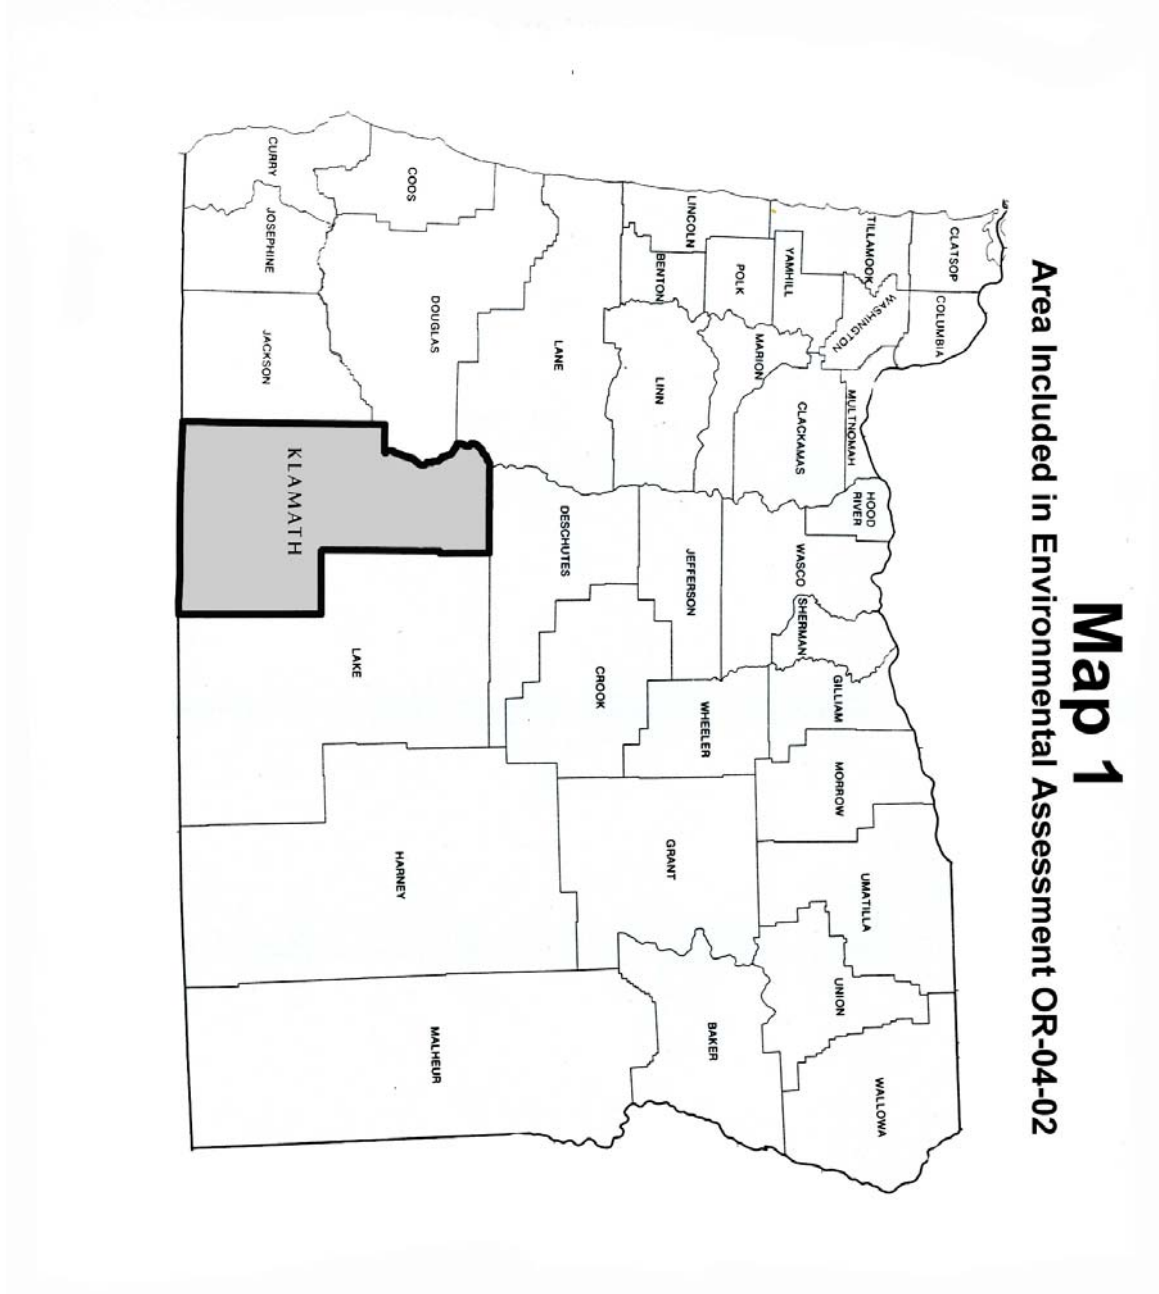 Map 1
Area Included in Environmental Assessment OR-04-02
CLATSOP
COLUMBIA
TILLAMOOK
WASHINGTON
MULTNOMAH
HOOD
RIVER
YAMHILL
CLACKAMAS
WASCO
SHERMAN
GILLIAM
MORROW
UMATILLA
UNION
WALLOWA
POLK
MARION
LINCOLN
BENTON
LINN
JEFFERSON
WHEELER
GRANT
BAKER
LANE
DESCHUTES
CROOK
COOS
DOUGLAS
LAKE
HARNEY
MALHEUR
CURRY
JOSEPHINE
JACKSON
KLAMATH